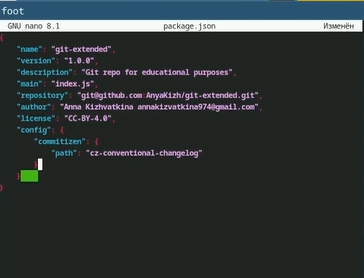 foot
GNU nano 8.1 package.json Изменён
{
"name": "git-extended",
"version": "1.0.0",
"description": "Git repo for educational purposes",
"main": "index.js",
"repository": "git@github.com:AnyaKizh/git-extended.git",
"author": "Anna Kizhvatkina annakizvatkina974@gmail.com",
"license": "CC-BY-4.0",
"config": {
"commitizen": {
"path": "cz-conventional-changelog"
}
}
}